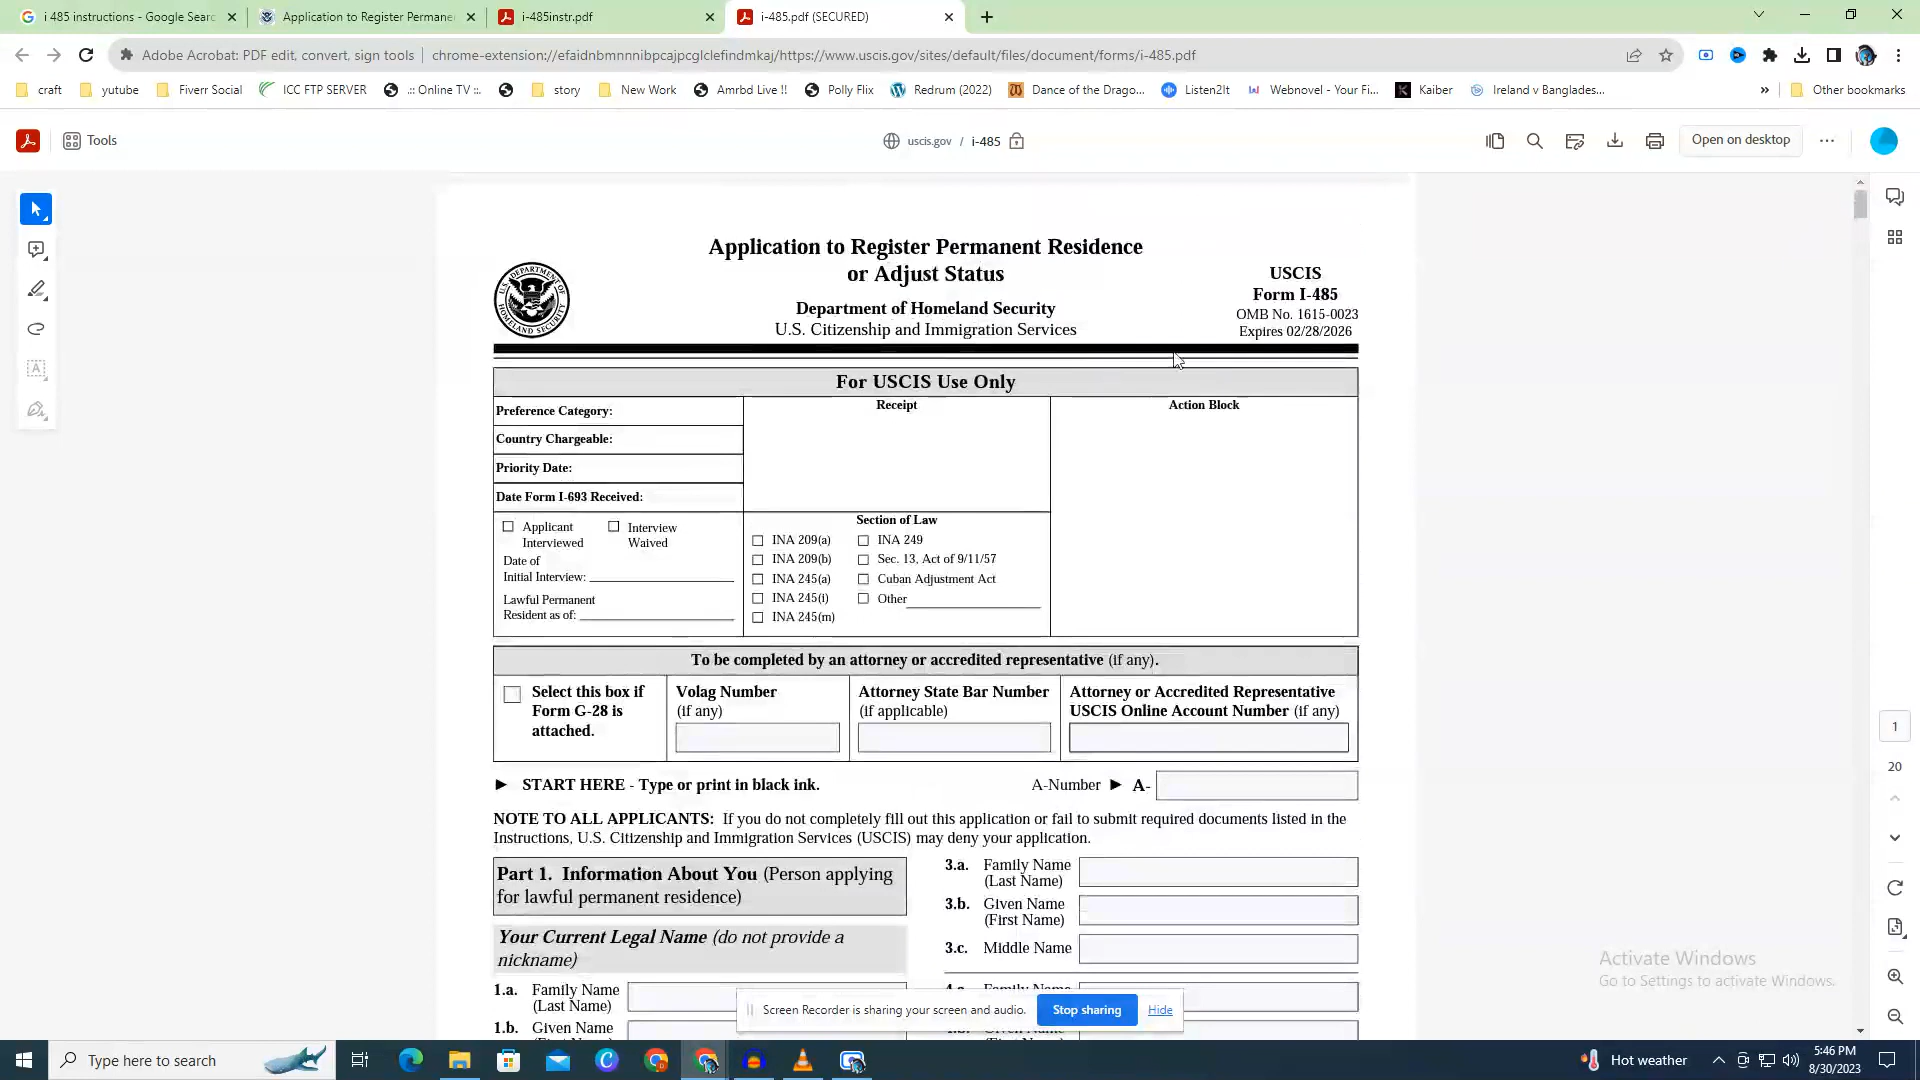 i 485 instructions - Google Searc
Application to Register Permane
i-485instr.pdf
i-485.pdf (SECURED)
Adobe Acrobat: PDF edit, convert, sign tools
chrome-extension://efaidnbmnnnibpcajpcglclefindmkaj/https://www.uscis.gov/sites/default/files/document/forms/i-485.pdf
craft
yutube
Fiverr Social
ICC FTP SERVER
.:: Online TV ::.
story
New Work
Amrbd Live !!
Polly Flix
Redrum (2022)
Dance of the Drago...
Listen2It
Webnovel - Your Fi...
Kaiber
Ireland v Banglades...
»
Other bookmarks
Tools
uscis.gov / i-485
Open on desktop
Application to Register Permanent Residence
or Adjust Status
Department of Homeland Security
U.S. Citizenship and Immigration Services
USCIS
Form I-485
OMB No. 1615-0023
Expires 02/28/2026
For USCIS Use Only
Preference Category:
Country Chargeable:
Priority Date:
Date Form I-693 Received:
Receipt
Action Block
Applicant
Interviewed
Interview
Waived
Date of
Initial Interview:
Lawful Permanent
Resident as of:
Section of Law
INA 209(a)
INA 249
INA 209(b)
Sec. 13, Act of 9/11/57
INA 245(a)
Cuban Adjustment Act
INA 245(i)
Other
INA 245(m)
To be completed by an attorney or accredited representative (if any).
Select this box if
Form G-28 is
attached.
Volag Number
(if any)
Attorney State Bar Number
(if applicable)
Attorney or Accredited Representative
USCIS Online Account Number (if any)
► START HERE - Type or print in black ink.
A-Number ► A-
NOTE TO ALL APPLICANTS: If you do not completely fill out this application or fail to submit required documents listed in the
Instructions, U.S. Citizenship and Immigration Services (USCIS) may deny your application.
Part 1. Information About You (Person applying
for lawful permanent residence)
Your Current Legal Name (do not provide a
nickname)
1.a. Family Name
(Last Name)
1.b. Given Name
3.a. Family Name
(Last Name)
3.b. Given Name
(First Name)
3.c. Middle Name
1
20
Activate Windows
Go to Settings to activate Windows.
Screen Recorder is sharing your screen and audio.
Stop sharing
Hide
Type here to search
Hot weather
5:46 PM
8/30/2023